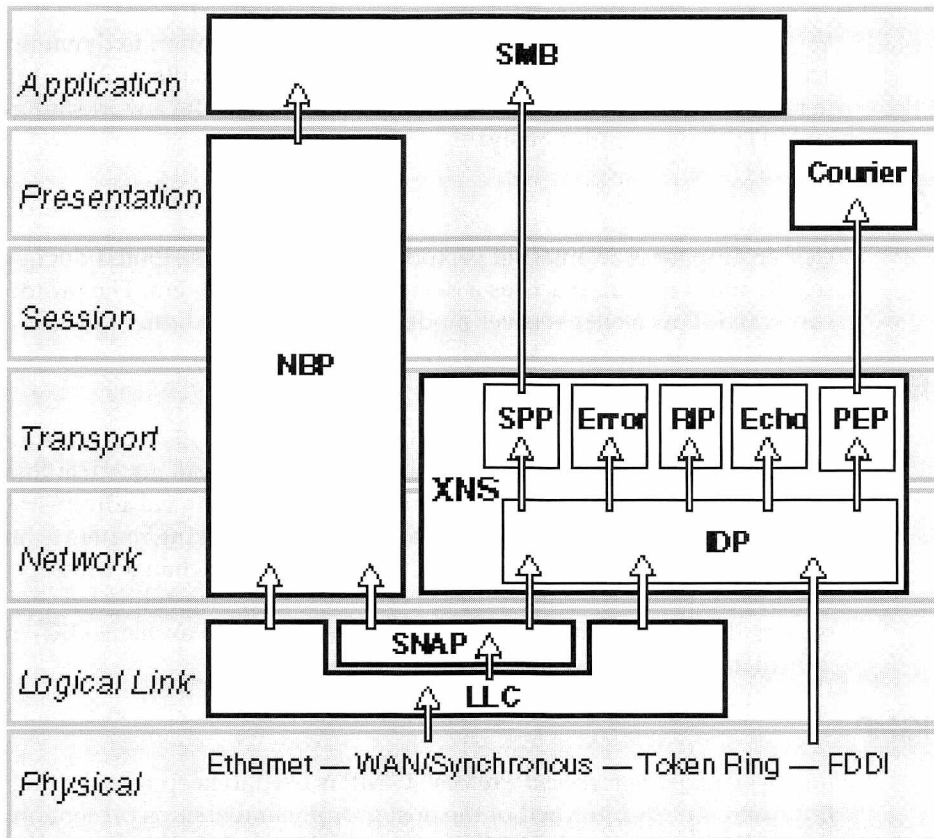 SMB
Application
Presentation
Courier
Session
NBP
Transport
SPP
Error
RIP
Echo
PEP
XNS
Network
IDP
SNAP
Logical Link
LLC
Ethernet — WAN/Synchronous — Token Ring — FDDI
Physical